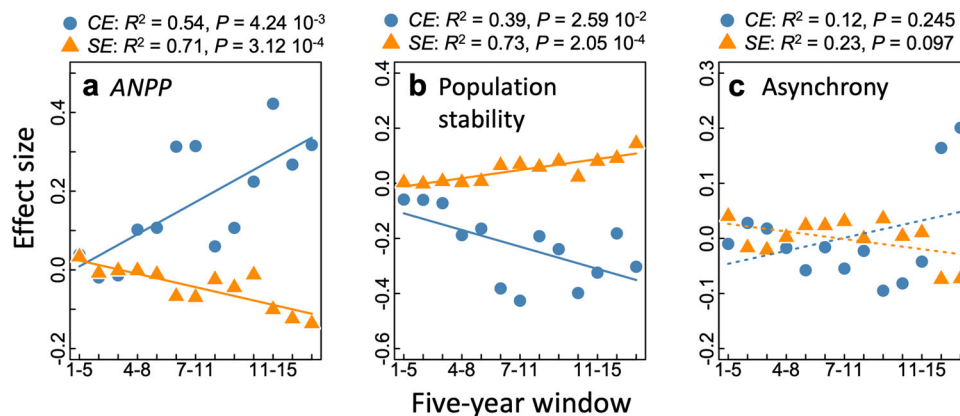 CE: R² = 0.54, P = 4.24 10⁻³
SE: R² = 0.71, P = 3.12 10⁻⁴
CE: R² = 0.39, P = 2.59 10⁻²
SE: R² = 0.73, P = 2.05 10⁻⁴
CE: R² = 0.12, P = 0.245
SE: R² = 0.23, P = 0.097
a ANPP
b Population
stability
c Asynchrony
Effect size
0.4
0.2
0.0
-0.2
0.4
0.2
0.0
-0.2
-0.4
-0.6
0.3
0.2
0.1
0.0
-0.1
-0.2
1-5
4-8
7-11
11-15
1-5
4-8
7-11
11-15
1-5
4-8
7-11
11-15
Five-year window